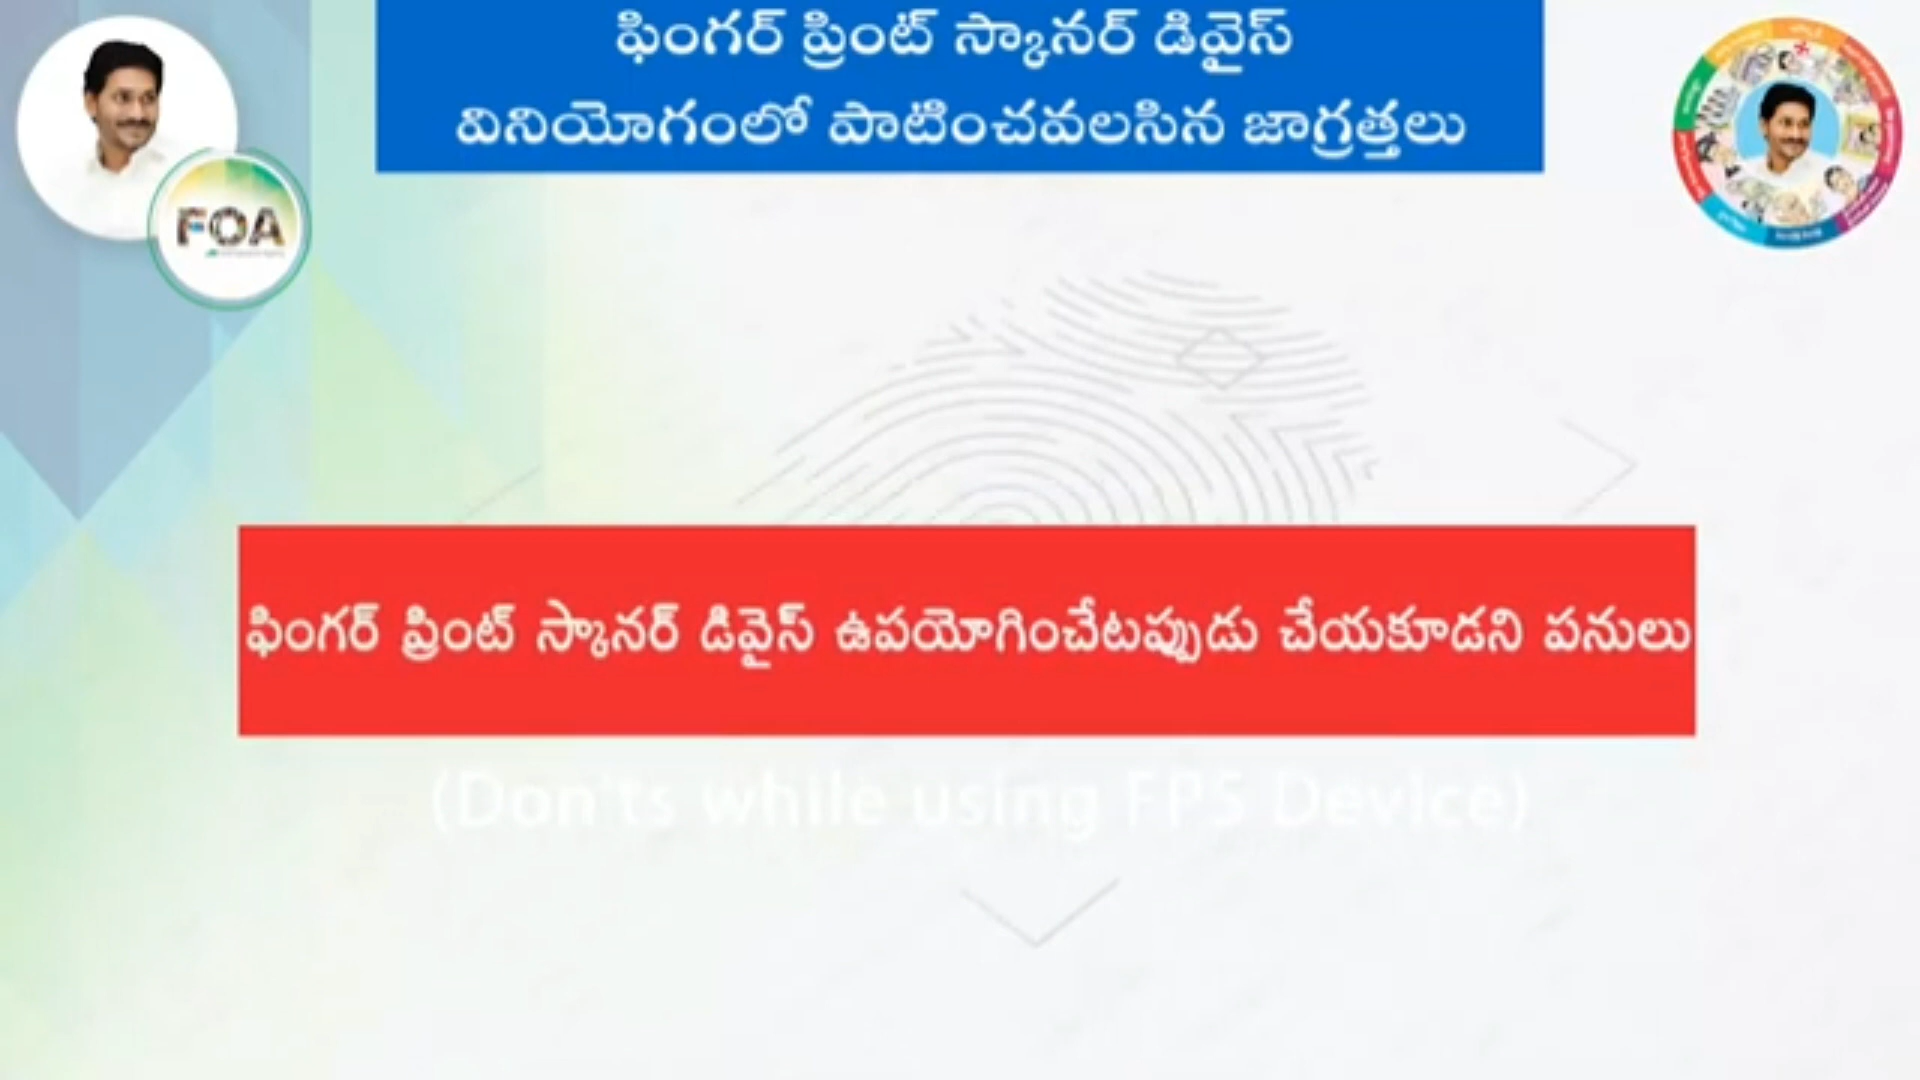 ఫింగర్ ప్రింట్ స్కానర్ డివైస్
వినియోగంలో పాటించవలసిన జాగ్రత్తలు
FOA
ఫింగర్ ప్రింట్ స్కానర్ డివైస్ ఉపయోగించేటప్పుడు చేయకూడని పనులు
(Don'ts while using FPS Device)